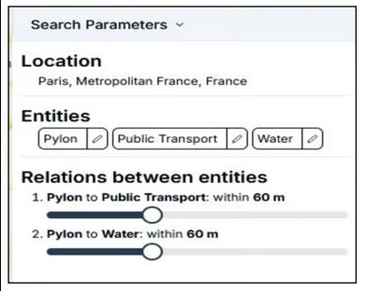 Search Parameters
Location
Paris, Metropolitan France, France
Entities
Pylon Public Transport Water
Relations between entities
1. Pylon to Public Transport: within 60 m
2. Pylon to Water: within 60 m